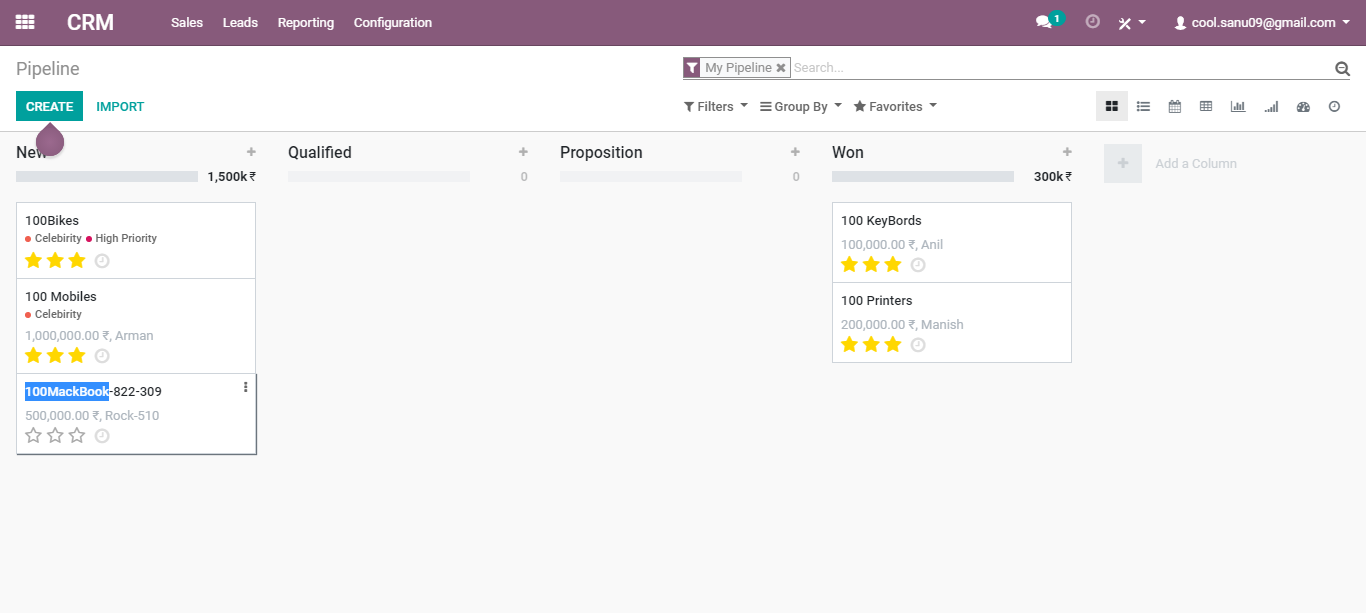 CRM Sales Leads Reporting Configuration 1 cool.sanu09@gmail.com
Pipeline
My Pipeline Search...
CREATE IMPORT Filters Group By Favorites
New
1,500k ₹
100Bikes
Celebirity High Priority
100 Mobiles
Celebirity
1,000,000.00 ₹, Arman
100MackBook-822-309
500,000.00 ₹, Rock-510
Qualified
0
Proposition
0
Won
300k ₹
100 KeyBords
100,000.00 ₹, Anil
100 Printers
200,000.00 ₹, Manish
Add a Column